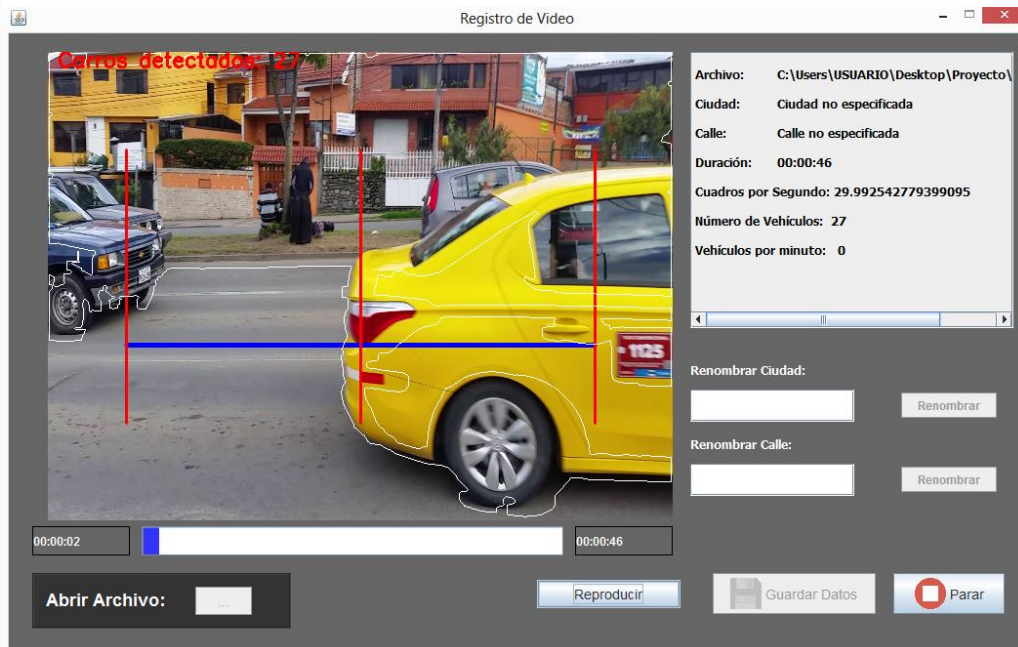 Registro de Video
Carros detectados: 27
1125
Archivo: C:\Users\USUARIO\Desktop\Proyecto\
Ciudad: Ciudad no especificada
Calle: Calle no especificada
Duración: 00:00:46
Cuadros por Segundo: 29.992542779399095
Número de Vehículos: 27
Vehículos por minuto: 0
Renombrar Ciudad:
Renombrar
Renombrar Calle:
Renombrar
00:00:02
00:00:46
Abrir Archivo: ...
Reproducir
Guardar Datos
Parar